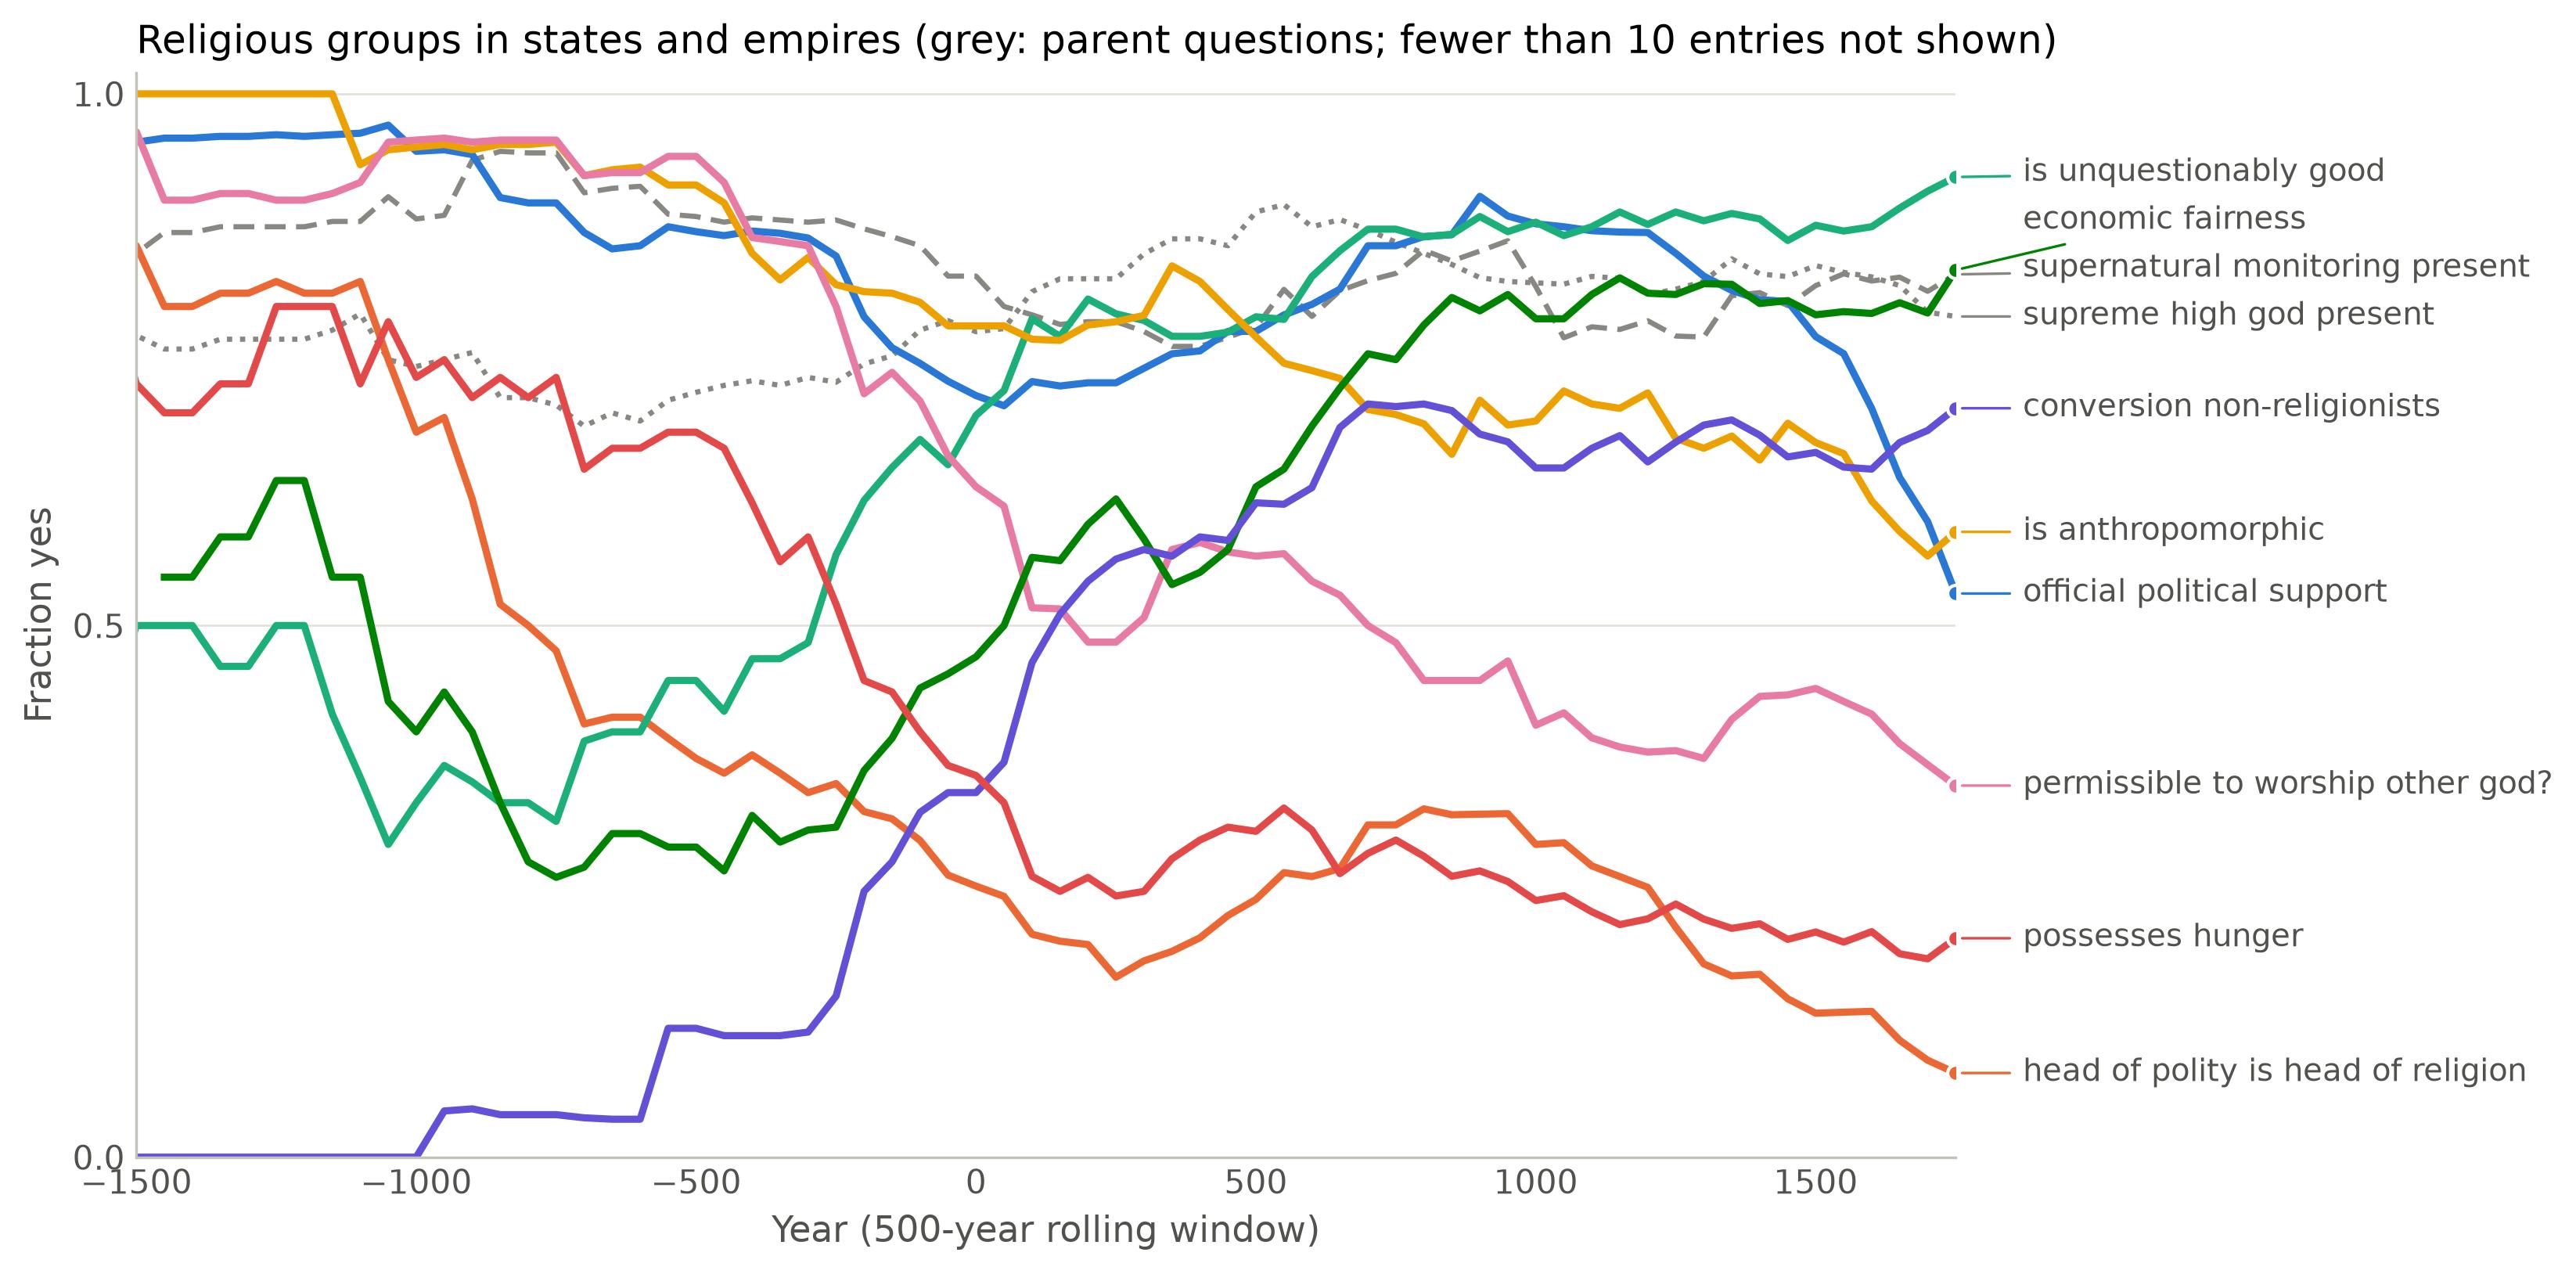 Religious groups in states and empires (grey: parent questions; fewer than 10 entries not shown)
1.0
0.5
0.0
Fraction yes
−1500
−1000
−500
0
500
1000
1500
Year (500-year rolling window)
is unquestionably good
economic fairness
supernatural monitoring present
supreme high god present
conversion non-religionists
is anthropomorphic
official political support
permissible to worship other god?
possesses hunger
head of polity is head of religion